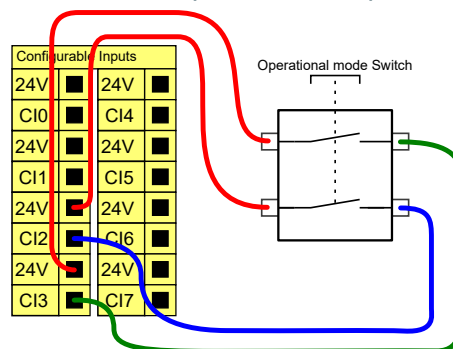 Configurable Inputs
Operational mode Switch
24V 24V
CI0 CI4
24V 24V
CI1 CI5
24V 24V
CI2 CI6
24V 24V
CI3 CI7